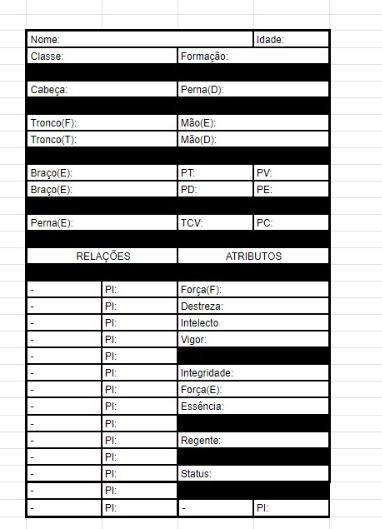 Nome: Idade:
Classe: Formação:
Cabeça: Perna(D):
Tronco(F): Mão(E):
Tronco(T): Mão(D):
Braço(E): PT: PV:
Braço(E): PD: PE:
Perna(E): TCV: PC:
RELAÇÕES ATRIBUTOS
- PI: Força(F):
- PI: Destreza:
- PI: Intelecto
- PI: Vigor:
- PI:
- PI: Integridade:
- PI: Força(E):
- PI: Essência:
- PI:
- PI: Regente:
- PI:
- PI: Status:
- PI:
- PI: - PI: